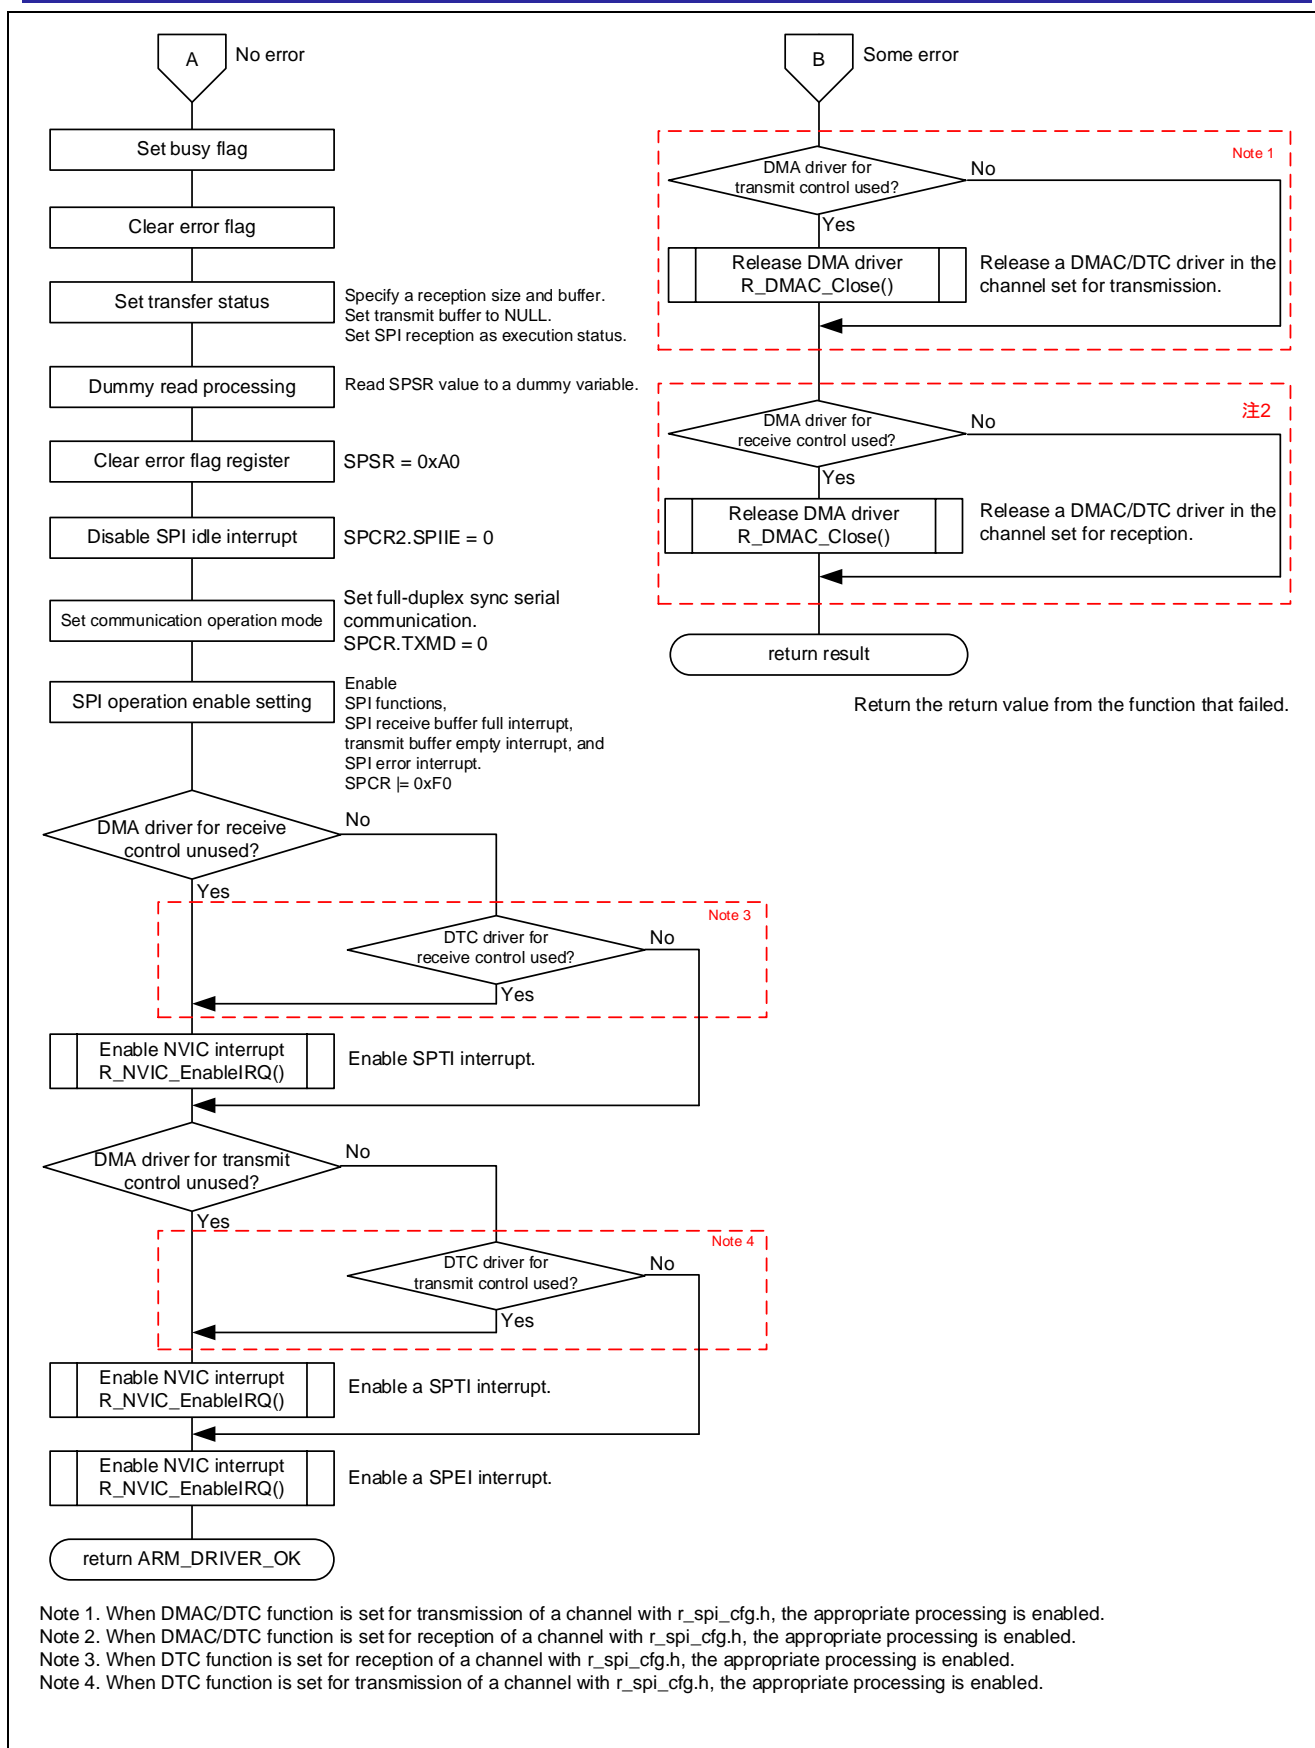 A
No error
Set busy flag
Clear error flag
Set transfer status
Specify a reception size and buffer.
Set transmit buffer to NULL.
Set SPI reception as execution status.
Dummy read processing
Read SPSR value to a dummy variable.
Clear error flag register
SPSR = 0xA0
Disable SPI idle interrupt
SPCR2.SPIIE = 0
Set communication operation mode
Set full-duplex sync serial
communication.
SPCR.TXMD = 0
SPI operation enable setting
Enable
SPI functions,
SPI receive buffer full interrupt,
transmit buffer empty interrupt, and
SPI error interrupt.
SPCR |= 0xF0
DMA driver for receive
control unused?
No
Yes
Note 3
DTC driver for
receive control used?
No
Yes
Enable NVIC interrupt
R_NVIC_EnableIRQ()
Enable SPTI interrupt.
DMA driver for transmit
control unused?
No
Yes
Note 4
DTC driver for
transmit control used?
No
Yes
Enable NVIC interrupt
R_NVIC_EnableIRQ()
Enable a SPTI interrupt.
Enable NVIC interrupt
R_NVIC_EnableIRQ()
Enable a SPEI interrupt.
return ARM_DRIVER_OK
B
Some error
Note 1
DMA driver for
transmit control used?
No
Yes
Release DMA driver
R_DMAC_Close()
Release a DMAC/DTC driver in the
channel set for transmission.
注2
DMA driver for
receive control used?
No
Yes
Release DMA driver
R_DMAC_Close()
Release a DMAC/DTC driver in the
channel set for reception.
return result
Return the return value from the function that failed.
Note 1. When DMAC/DTC function is set for transmission of a channel with r_spi_cfg.h, the appropriate processing is enabled.
Note 2. When DMAC/DTC function is set for reception of a channel with r_spi_cfg.h, the appropriate processing is enabled.
Note 3. When DTC function is set for reception of a channel with r_spi_cfg.h, the appropriate processing is enabled.
Note 4. When DTC function is set for transmission of a channel with r_spi_cfg.h, the appropriate processing is enabled.